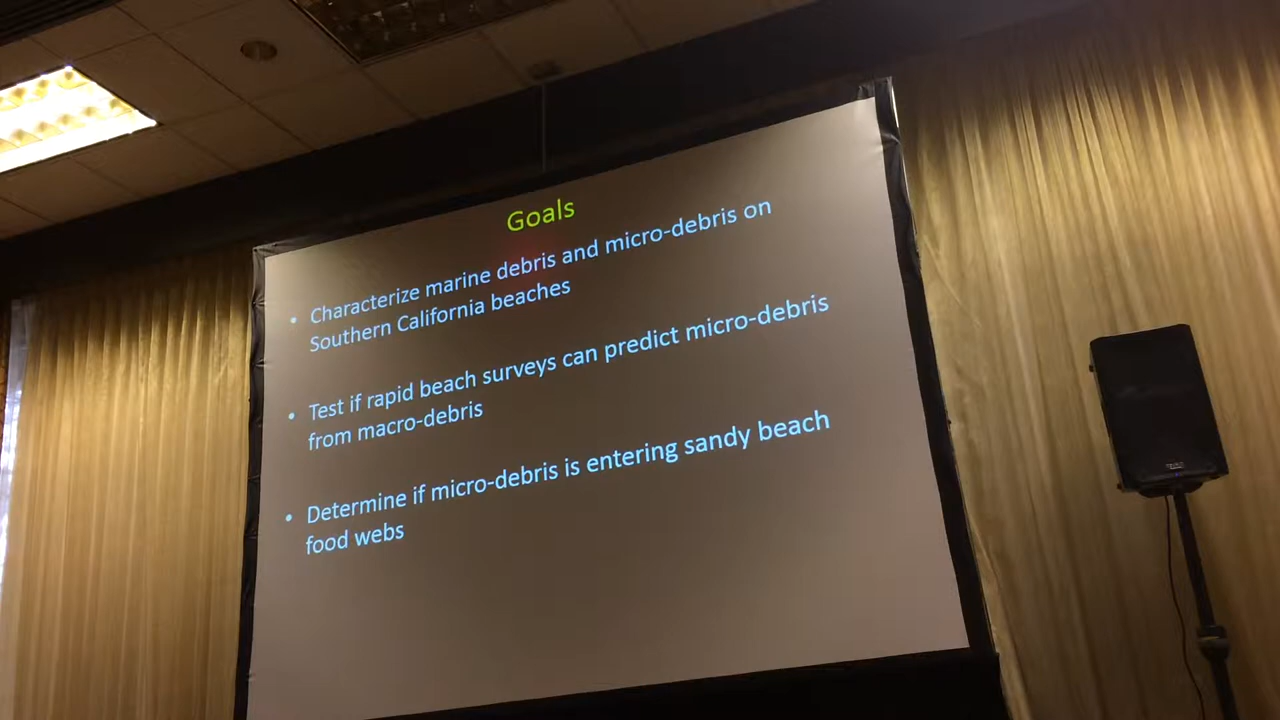 Goals
• Characterize marine debris and micro-debris on
Southern California beaches
• Test if rapid beach surveys can predict micro-debris
from macro-debris
• Determine if micro-debris is entering sandy beach
food webs